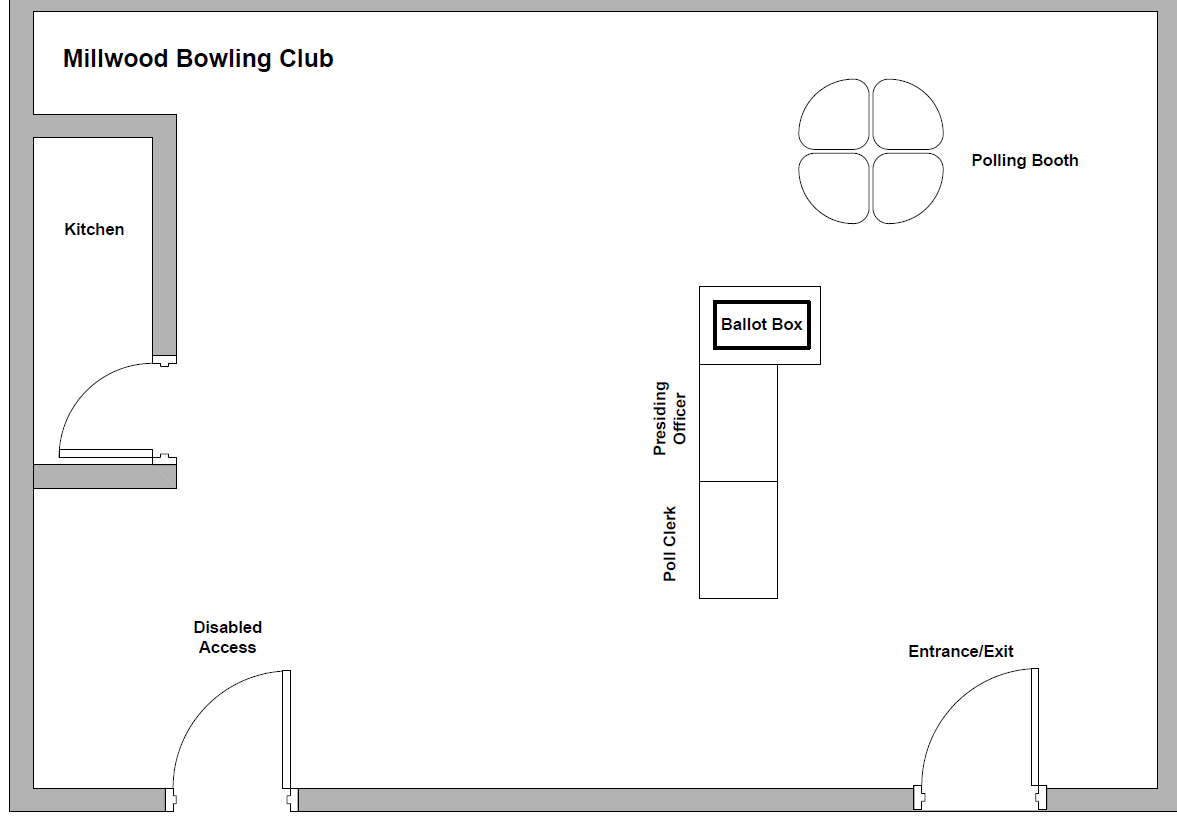 Millwood Bowling Club
Polling Booth
Kitchen
Ballot Box
Presiding
Officer
Poll Clerk
Disabled
Access
Entrance/Exit